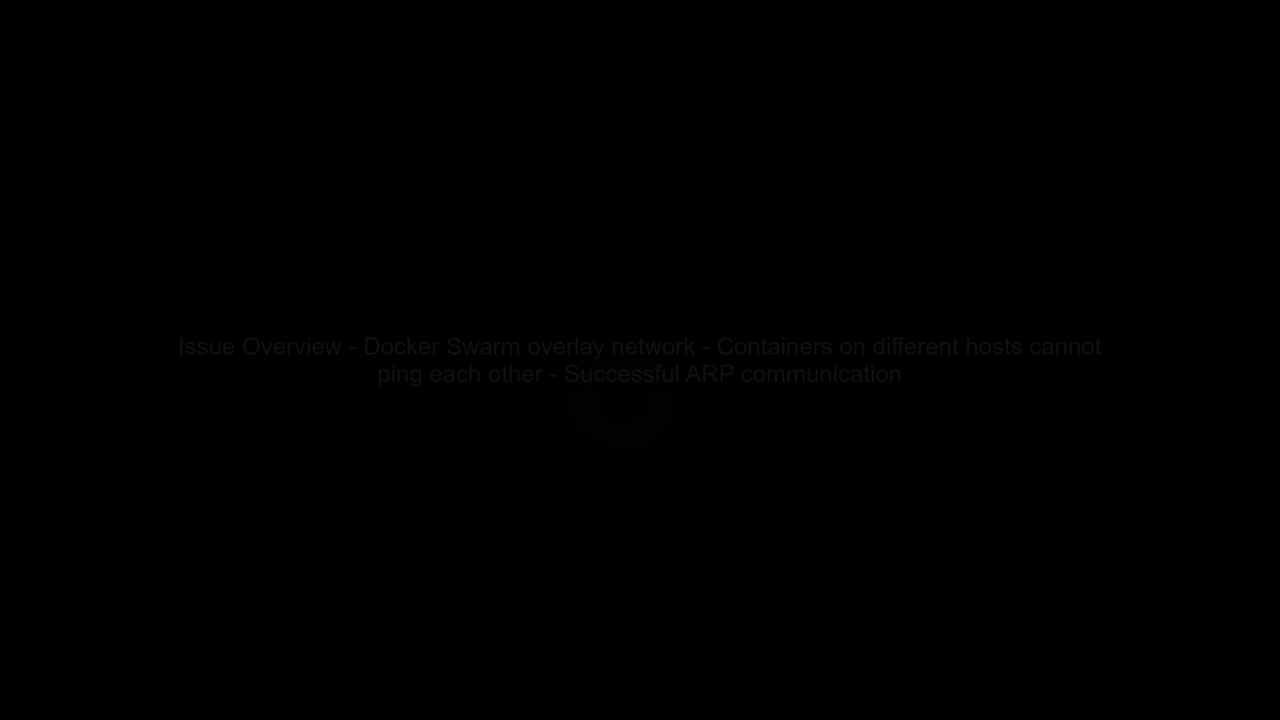 Issue Overview - Docker Swarm overlay network - Containers on different hosts cannot
ping each other - Successful ARP communication